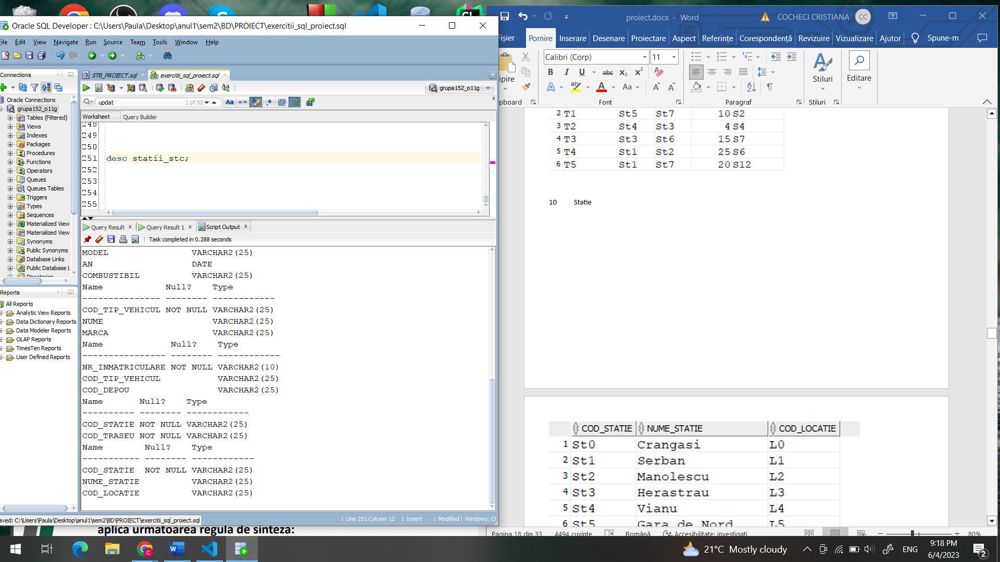 Oracle SQL Developer : C:\Users\Paula\Desktop\anul1\sem2\BD\PROIECT\exercitii_sql_proiect.sql
File Edit View Navigate Run Source Team Tools Window Help
Connections
Oracle Connections
grupa152_o11g
Tables (Filtered)
Views
Indexes
Packages
Procedures
Functions
Operators
Queues
Queues Tables
Triggers
Types
Sequences
Materialized View
Materialized View
Synonyms
Public Synonyms
Database Links
Public Database L
Directories
Reports
All Reports
Analytic View Reports
Data Dictionary Reports
Data Modeler Reports
OLAP Reports
TimesTen Reports
User Defined Reports
STB_PROIECT.sql exercitii_sql_proiect.sql
grupa152_o11g
updat 1 of 52
Worksheet Query Builder
248
249
250
251 desc statii_stc;
252
253
254
255
Query Result x Query Result 1 x Script Output x
Task completed in 0.288 seconds
MODEL VARCHAR2(25)
AN DATE
COMBUSTIBIL VARCHAR2(25)
Name Null? Type
--------------- -------- ------------
COD_TIP_VEHICUL NOT NULL VARCHAR2(25)
NUME VARCHAR2(25)
MARCA VARCHAR2(25)
Name Null? Type
---------------- -------- ------------
NR_INMATRICULARE NOT NULL VARCHAR2(10)
COD_TIP_VEHICUL VARCHAR2(25)
COD_DEPOU VARCHAR2(25)
Name Null? Type
---------- -------- ------------
COD_STATIE NOT NULL VARCHAR2(25)
COD_TRASEU NOT NULL VARCHAR2(25)
Name Null? Type
----------- -------- ------------
COD_STATIE NOT NULL VARCHAR2(25)
NUME_STATIE VARCHAR2(25)
COD_LOCATIE VARCHAR2(25)
aved: C:\Users\Paula\Desktop\anul1\sem2\BD\PROIECT\exercitii_sql_proiect.sql
| Line 251 Column 12 | Insert | Modified | Windows: CF
aplica urmatoarea regula de sinteza:
proiect.docx - Word COCHECI CRISTIANA CC
Fișier Pornire Inserare Desenare Proiectare Aspect Referințe Corespondență Revizuire Vizualizare Ajutor Spune-m
Calibri (Corp) 11
ipire
pboard Font Paragraf Stiluri
Stiluri
Editare
2 T1 St5 St7 10 S2
3 T2 St4 St3 4 S4
4 T3 St3 St6 15 S7
5 T4 St1 St2 25 S6
6 T5 St1 St7 20 S12
10 Statie
COD_STATIE NUME_STATIE COD_LOCATIE
1 St0 Crangasi L0
2 St1 Serban L1
3 St2 Manolescu L2
4 St3 Herastrau L3
5 St4 Vianu L4
6 St5 Gara de Nord L5
Pagina 18 din 33 4494 cuvinte Română Accesibilitate: investigați 80%
21°C Mostly cloudy ENG 9:18 PM
6/4/2023
2